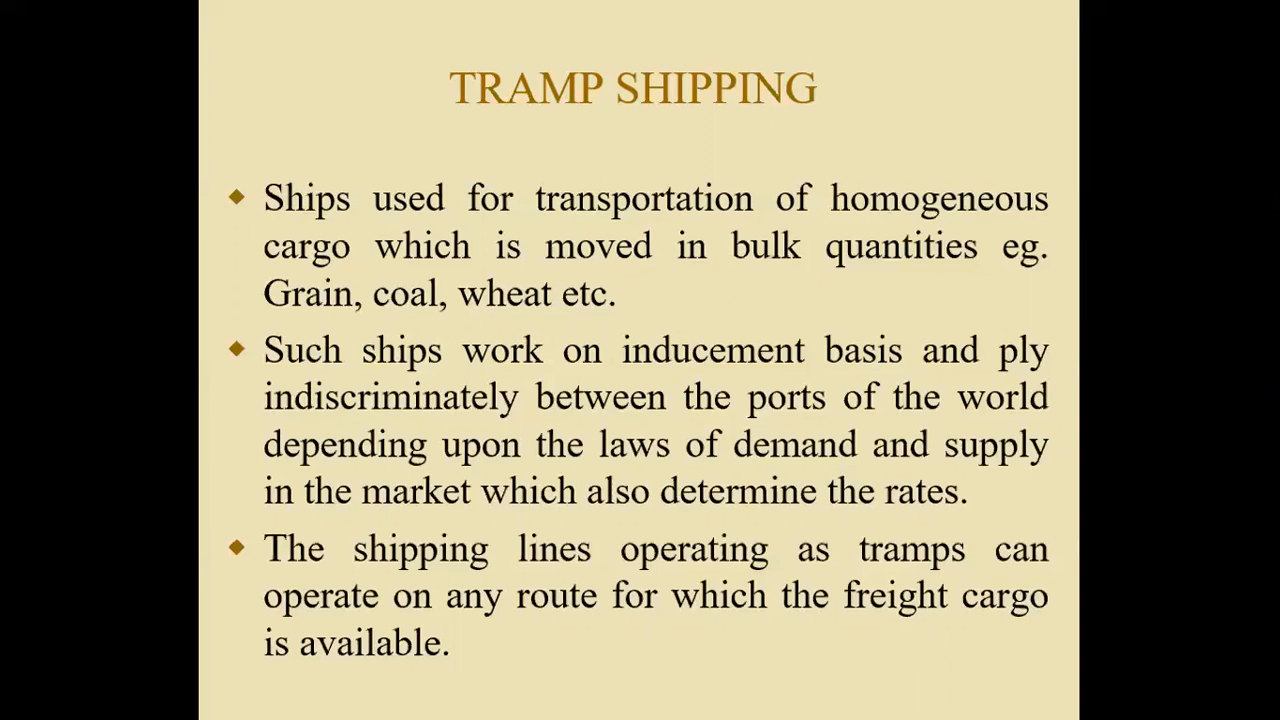 TRAMP SHIPPING
Ships used for transportation of homogeneous
cargo which is moved in bulk quantities eg.
Grain, coal, wheat etc.
Such ships work on inducement basis and ply
indiscriminately between the ports of the world
depending upon the laws of demand and supply
in the market which also determine the rates.
The shipping lines operating as tramps can
operate on any route for which the freight cargo
is available.